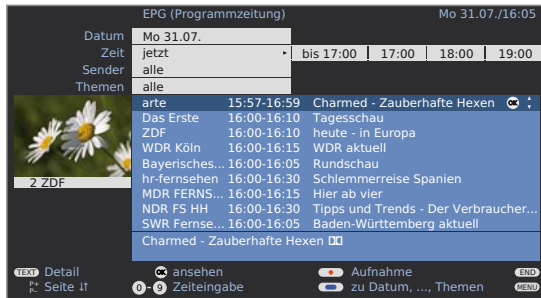 EPG (Programmzeitung) Mo 31.07./16:05
Datum Mo 31.07.
Zeit jetzt bis 17:00 17:00 18:00 19:00
Sender alle
Themen alle
arte 15:57-16:59 Charmed - Zauberhafte Hexen OK
Das Erste 16:00-16:10 Tagesschau
ZDF 16:00-16:10 heute - in Europa
WDR Köln 16:00-16:15 WDR aktuell
Bayerisches... 16:00-16:05 Rundschau
hr-fernsehen 16:00-16:30 Schlemmerreise Spanien
2 ZDF
MDR FERNS... 16:00-16:15 Hier ab vier
NDR FS HH 16:00-16:30 Tipps und Trends - Der Verbraucher...
SWR Fernse... 16:00-16:05 Baden-Württemberg aktuell
Charmed - Zauberhafte Hexen
TEXT Detail OK ansehen Aufnahme END
P+ P- Seite 0-9 Zeiteingabe zu Datum, ..., Themen MENU